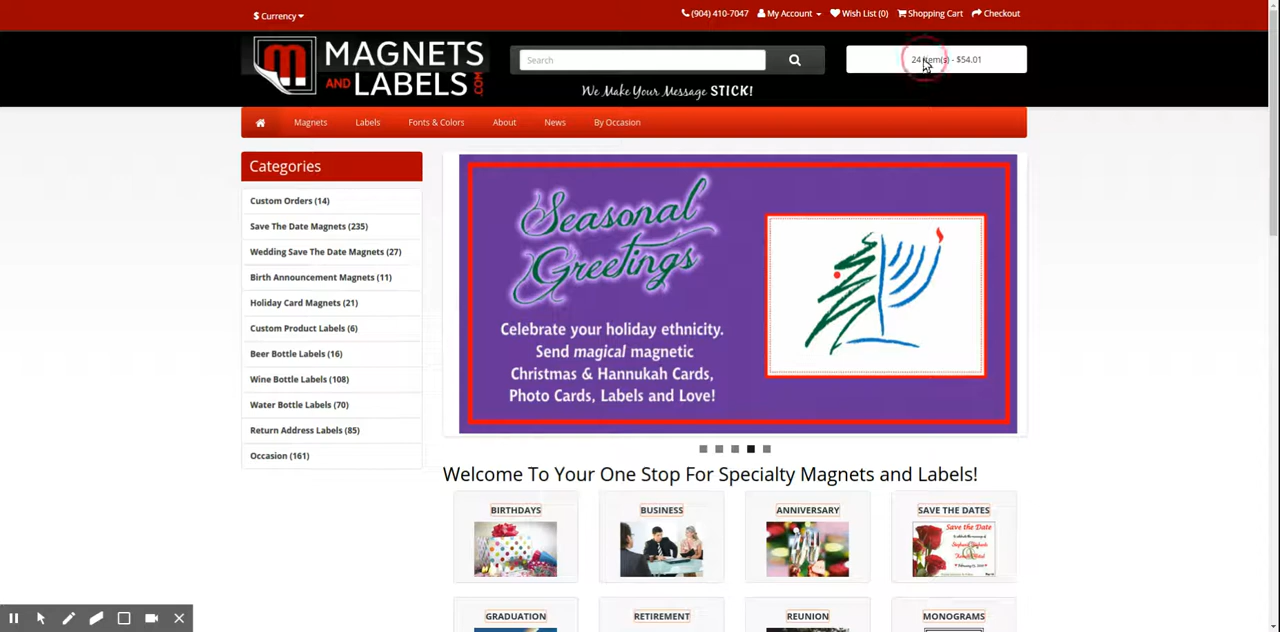 $ Currency
(904) 410-7047 My Account Wish List (0) Shopping Cart Checkout
MAGNETS
AND LABELS .COM
Search
24 item(s) - $54.01
We Make Your Message STICK!
Magnets Labels Fonts & Colors About News By Occasion
Categories
Custom Orders (14)
Save The Date Magnets (235)
Wedding Save The Date Magnets (27)
Birth Announcement Magnets (11)
Holiday Card Magnets (21)
Custom Product Labels (6)
Beer Bottle Labels (16)
Wine Bottle Labels (108)
Water Bottle Labels (70)
Return Address Labels (85)
Occasion (161)
Seasonal
Greetings
Celebrate your holiday ethnicity.
Send magical magnetic
Christmas & Hannukah Cards,
Photo Cards, Labels and Love!
Welcome To Your One Stop For Specialty Magnets and Labels!
BIRTHDAYS BUSINESS ANNIVERSARY SAVE THE DATES
Save the Date
GRADUATION RETIREMENT REUNION MONOGRAMS